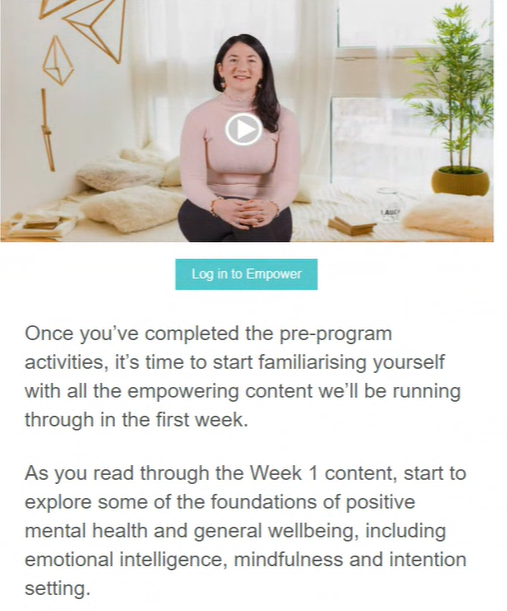 LAUGH
Log in to Empower
Once you’ve completed the pre-program
activities, it’s time to start familiarising yourself
with all the empowering content we’ll be running
through in the first week.
As you read through the Week 1 content, start to
explore some of the foundations of positive
mental health and general wellbeing, including
emotional intelligence, mindfulness and intention
setting.